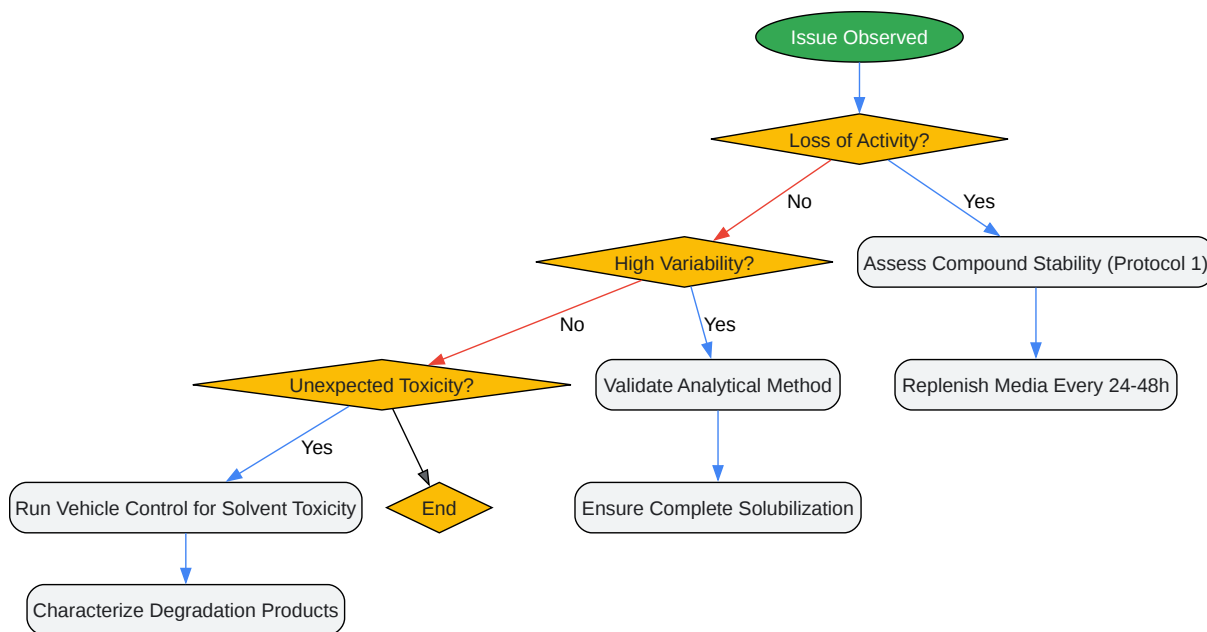 Issue Observed
Loss of Activity?
No
Yes
High Variability?
Assess Compound Stability (Protocol 1)
No
Yes
Unexpected Toxicity?
Validate Analytical Method
Replenish Media Every 24-48h
Yes
Run Vehicle Control for Solvent Toxicity
End
Ensure Complete Solubilization
Characterize Degradation Products